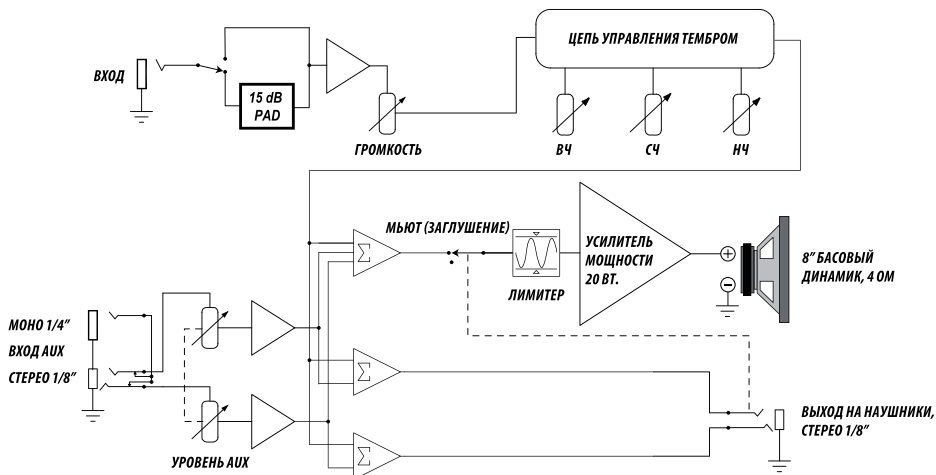 ЦЕПЬ УПРАВЛЕНИЯ ТЕМБРОМ
ВХОД
15 dB
PAD
ГРОМКОСТЬ
ВЧ
СЧ
НЧ
МЬЮТ (ЗАГЛУШЕНИЕ)
Σ
УСИЛИТЕЛЬ
МОЩНОСТИ
20 ВТ.
8″ БАСОВЫЙ
ДИНАМИК, 4 ОМ
ЛИМИТЕР
МОНО 1/4″
ВХОД AUX
СТЕРЕО 1/8″
Σ
ВЫХОД НА НАУШНИКИ,
СТЕРЕО 1/8″
УРОВЕНЬ AUX
Σ